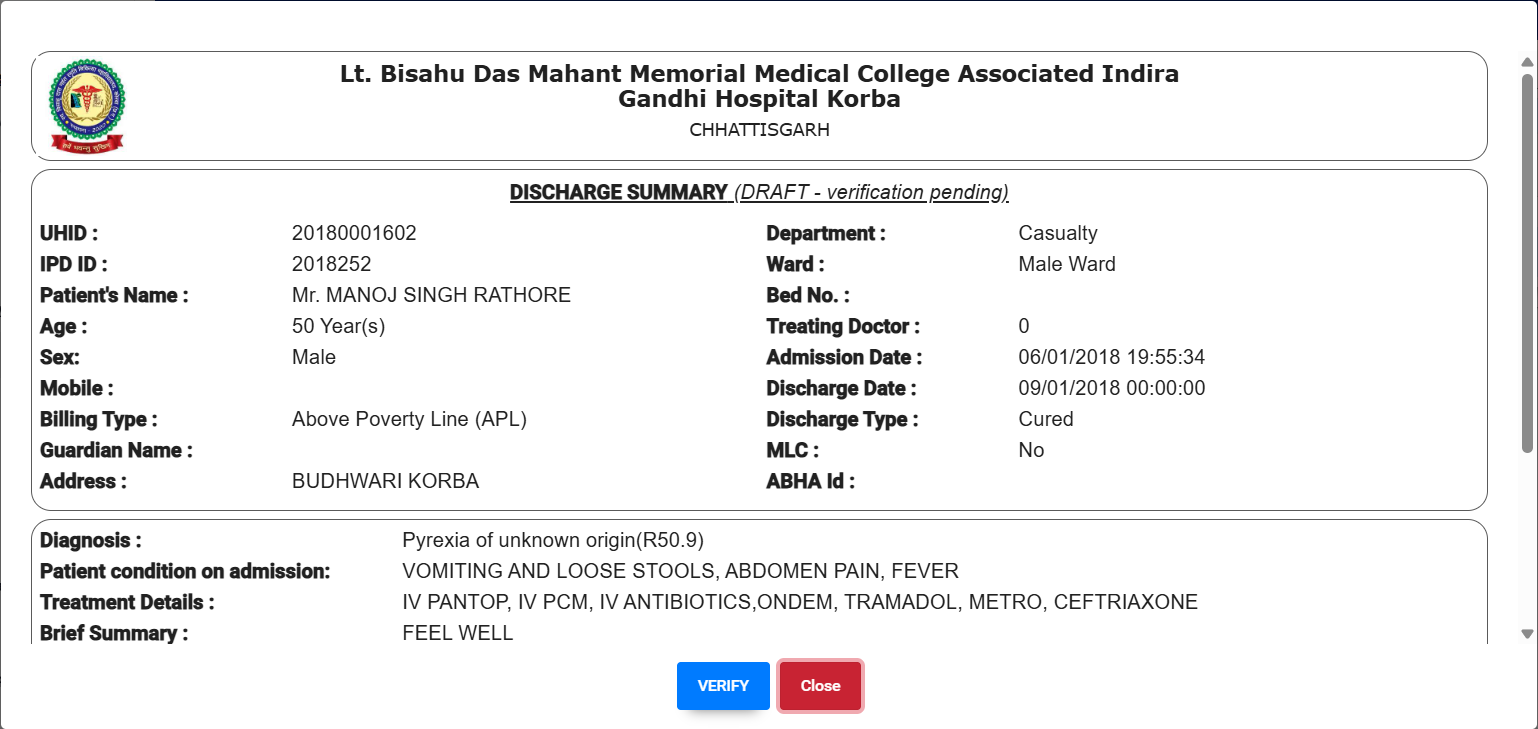 Lt. Bisahu Das Mahant Memorial Medical College Associated Indira
Gandhi Hospital Korba
CHHATTISGARH
DISCHARGE SUMMARY (DRAFT - verification pending)
UHID : 20180001602 Department : Casualty
IPD ID : 2018252 Ward : Male Ward
Patient's Name : Mr. MANOJ SINGH RATHORE Bed No. :
Age : 50 Year(s) Treating Doctor : 0
Sex: Male Admission Date : 06/01/2018 19:55:34
Mobile : Discharge Date : 09/01/2018 00:00:00
Billing Type : Above Poverty Line (APL) Discharge Type : Cured
Guardian Name : MLC : No
Address : BUDHWARI KORBA ABHA Id :
Diagnosis : Pyrexia of unknown origin(R50.9)
Patient condition on admission: VOMITING AND LOOSE STOOLS, ABDOMEN PAIN, FEVER
Treatment Details : IV PANTOP, IV PCM, IV ANTIBIOTICS,ONDEM, TRAMADOL, METRO, CEFTRIAXONE
Brief Summary : FEEL WELL
VERIFY Close